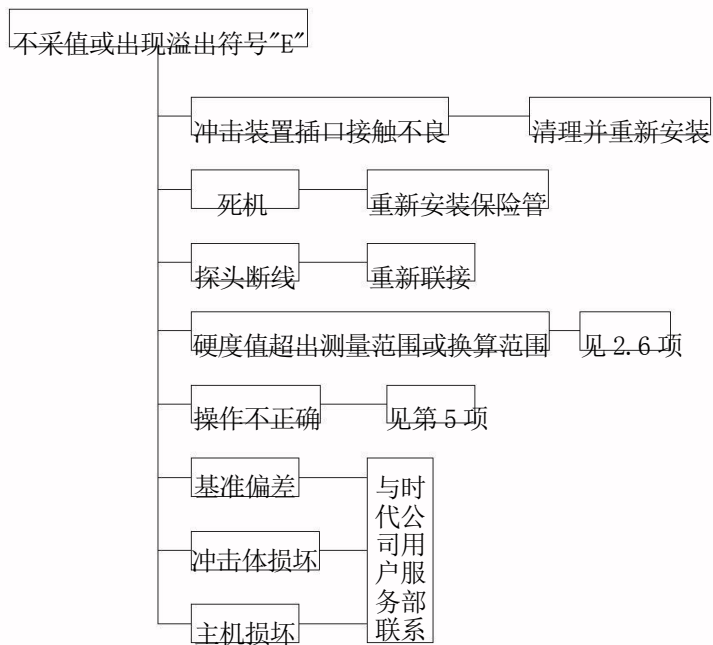 不采值或出现溢出符号"E"
冲击装置插口接触不良
清理并重新安装
死机
重新安装保险管
探头断线
重新联接
硬度值超出测量范围或换算范围
见2.6项
操作不正确
见第5项
基准偏差
冲击体损坏
主机损坏
与时
代公
司用
户服
务部
联系